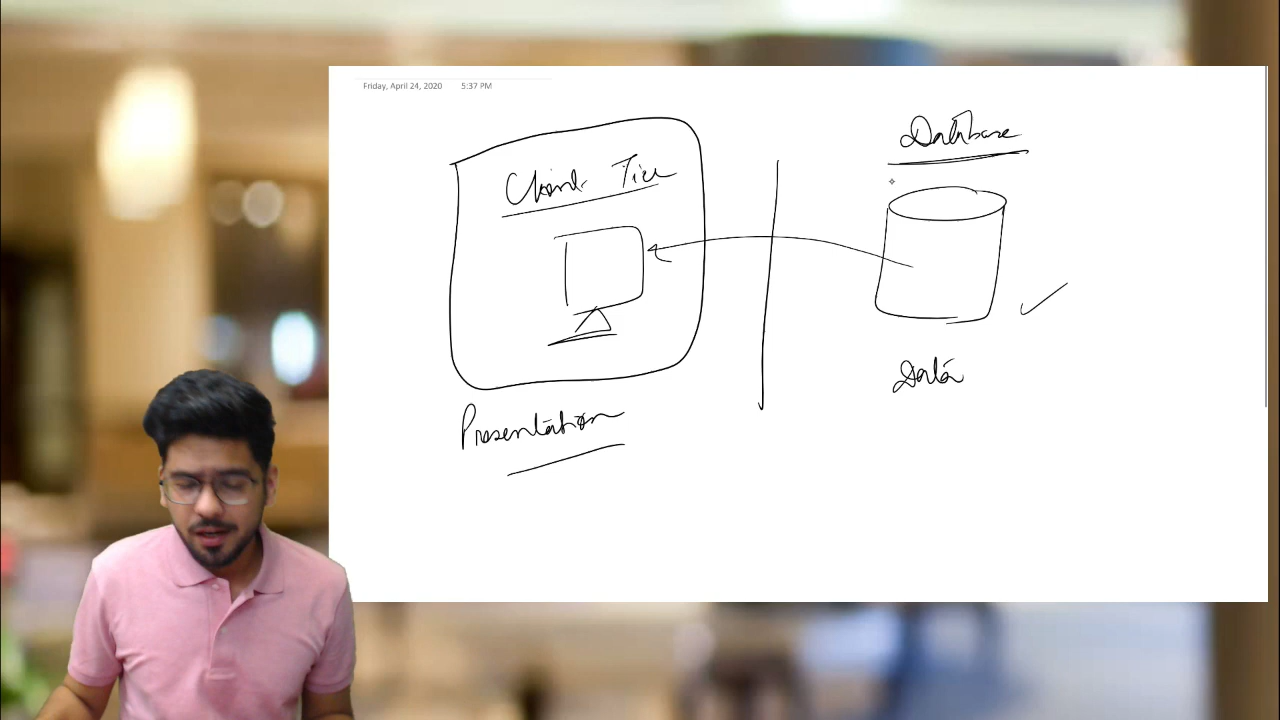 Friday, April 24, 2020 5:37 PM
Database
Client Tier
Data
Presentation